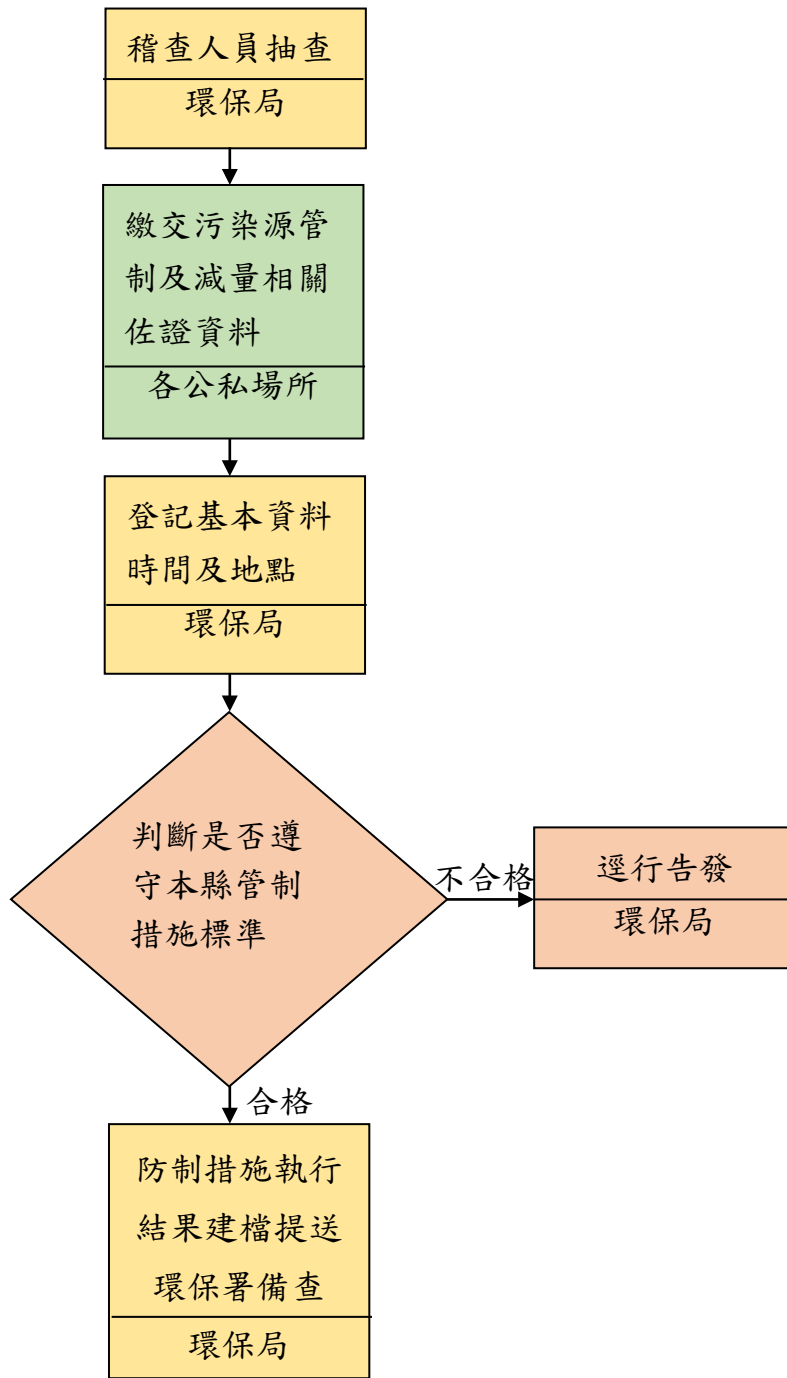 稽查人員抽查
環保局
繳交污染源管
制及減量相關
佐證資料
各公私場所
登記基本資料
時間及地點
環保局
判斷是否遵
守本縣管制
措施標準
不合格
逕行告發
環保局
合格
防制措施執行
結果建檔提送
環保署備查
環保局